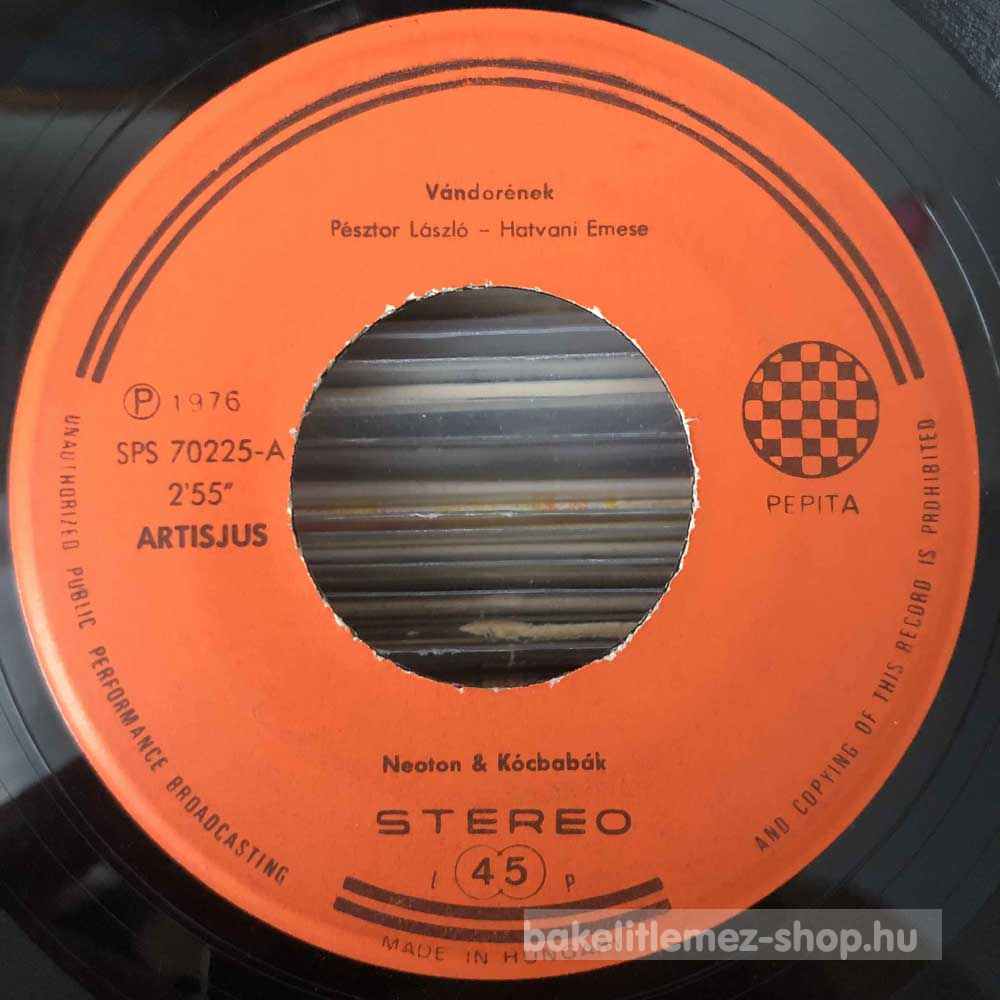 Vándorének
Pésztor László – Hatvani Emese
Ⓟ 1976
SPS 70225-A
2'55"
ARTISJUS
PEPITA
Neoton & Kócbabák
STEREO
I 45 P
MADE IN HUNGARY
UNAUTHORIZED PUBLIC PERFORMANCE BROADCASTING
AND COPYING OF THIS RECORD IS PROHIBITED
bakelitlemez-shop.hu